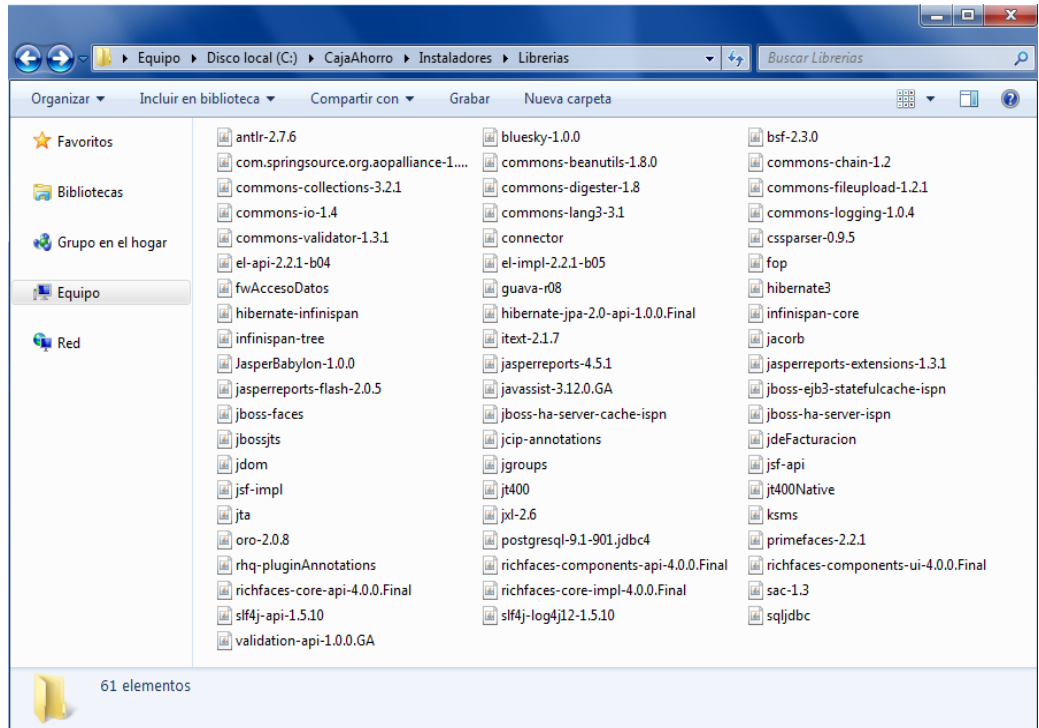 Equipo Disco local (C:) CajaAhorro Instaladores Librerias Buscar Librerias
Organizar Incluir en biblioteca Compartir con Grabar Nueva carpeta
Favoritos
Bibliotecas
Grupo en el hogar
Equipo
Red
antlr-2.7.6 bluesky-1.0.0 bsf-2.3.0
com.springsource.org.aopalliance-1.... commons-beanutils-1.8.0 commons-chain-1.2
commons-collections-3.2.1 commons-digester-1.8 commons-fileupload-1.2.1
commons-io-1.4 commons-lang3-3.1 commons-logging-1.0.4
commons-validator-1.3.1 connector cssparser-0.9.5
el-api-2.2.1-b04 el-impl-2.2.1-b05 fop
fwAccesoDatos guava-r08 hibernate3
hibernate-infinispan hibernate-jpa-2.0-api-1.0.0.Final infinispan-core
infinispan-tree itext-2.1.7 jacorb
JasperBabylon-1.0.0 jasperreports-4.5.1 jasperreports-extensions-1.3.1
jasperreports-flash-2.0.5 javassist-3.12.0.GA jboss-ejb3-statefulcache-ispn
jboss-faces jboss-ha-server-cache-ispn jboss-ha-server-ispn
jbossjts jcip-annotations jdeFacturacion
jdom jgroups jsf-api
jsf-impl jt400 jt400Native
jta jxl-2.6 ksms
oro-2.0.8 postgresql-9.1-901.jdbc4 primefaces-2.2.1
rhq-pluginAnnotations richfaces-components-api-4.0.0.Final richfaces-components-ui-4.0.0.Final
richfaces-core-api-4.0.0.Final richfaces-core-impl-4.0.0.Final sac-1.3
slf4j-api-1.5.10 slf4j-log4j12-1.5.10 sqljdbc
validation-api-1.0.0.GA
61 elementos